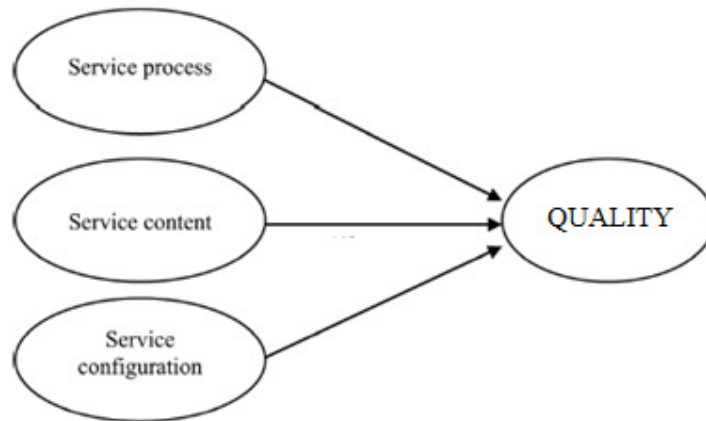 Service process
Service content
QUALITY
Service
configuration